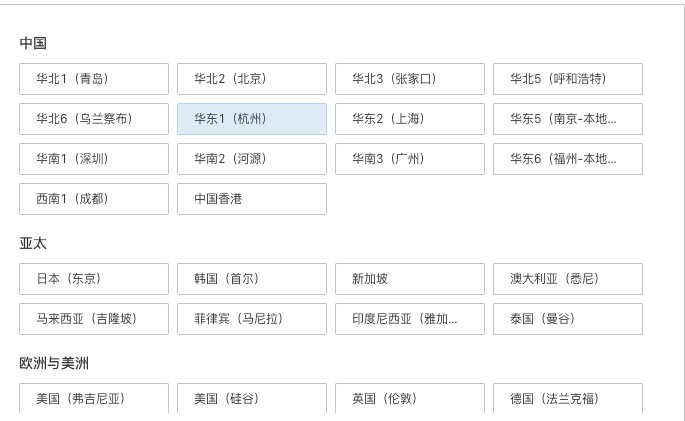 中国
华北1（青岛） 华北2（北京） 华北3（张家口） 华北5（呼和浩特）
华北6（乌兰察布） 华东1（杭州） 华东2（上海） 华东5（南京-本地...
华南1（深圳） 华南2（河源） 华南3（广州） 华东6（福州-本地...
西南1（成都） 中国香港
亚太
日本（东京） 韩国（首尔） 新加坡 澳大利亚（悉尼）
马来西亚（吉隆坡） 菲律宾（马尼拉） 印度尼西亚（雅加... 泰国（曼谷）
欧洲与美洲
美国（弗吉尼亚） 美国（硅谷） 英国（伦敦） 德国（法兰克福）